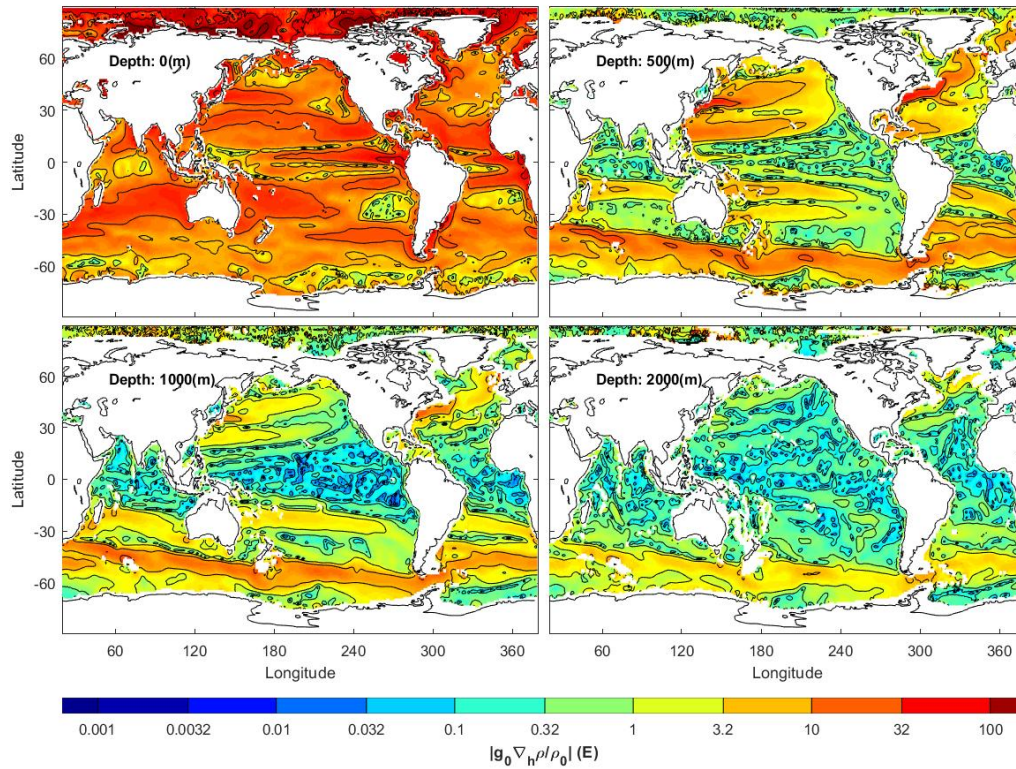 Depth: 0(m)
Depth: 500(m)
60
30
0
-30
-60
Latitude
Depth: 1000(m)
Depth: 2000(m)
60
30
0
-30
-60
Latitude
60 120 180 240 300 360
60 120 180 240 300 360
Longitude
Longitude
0.001 0.0032 0.01 0.032 0.1 0.32 1 3.2 10 32 100
|g₀∇ₕρ/ρ₀| (E)